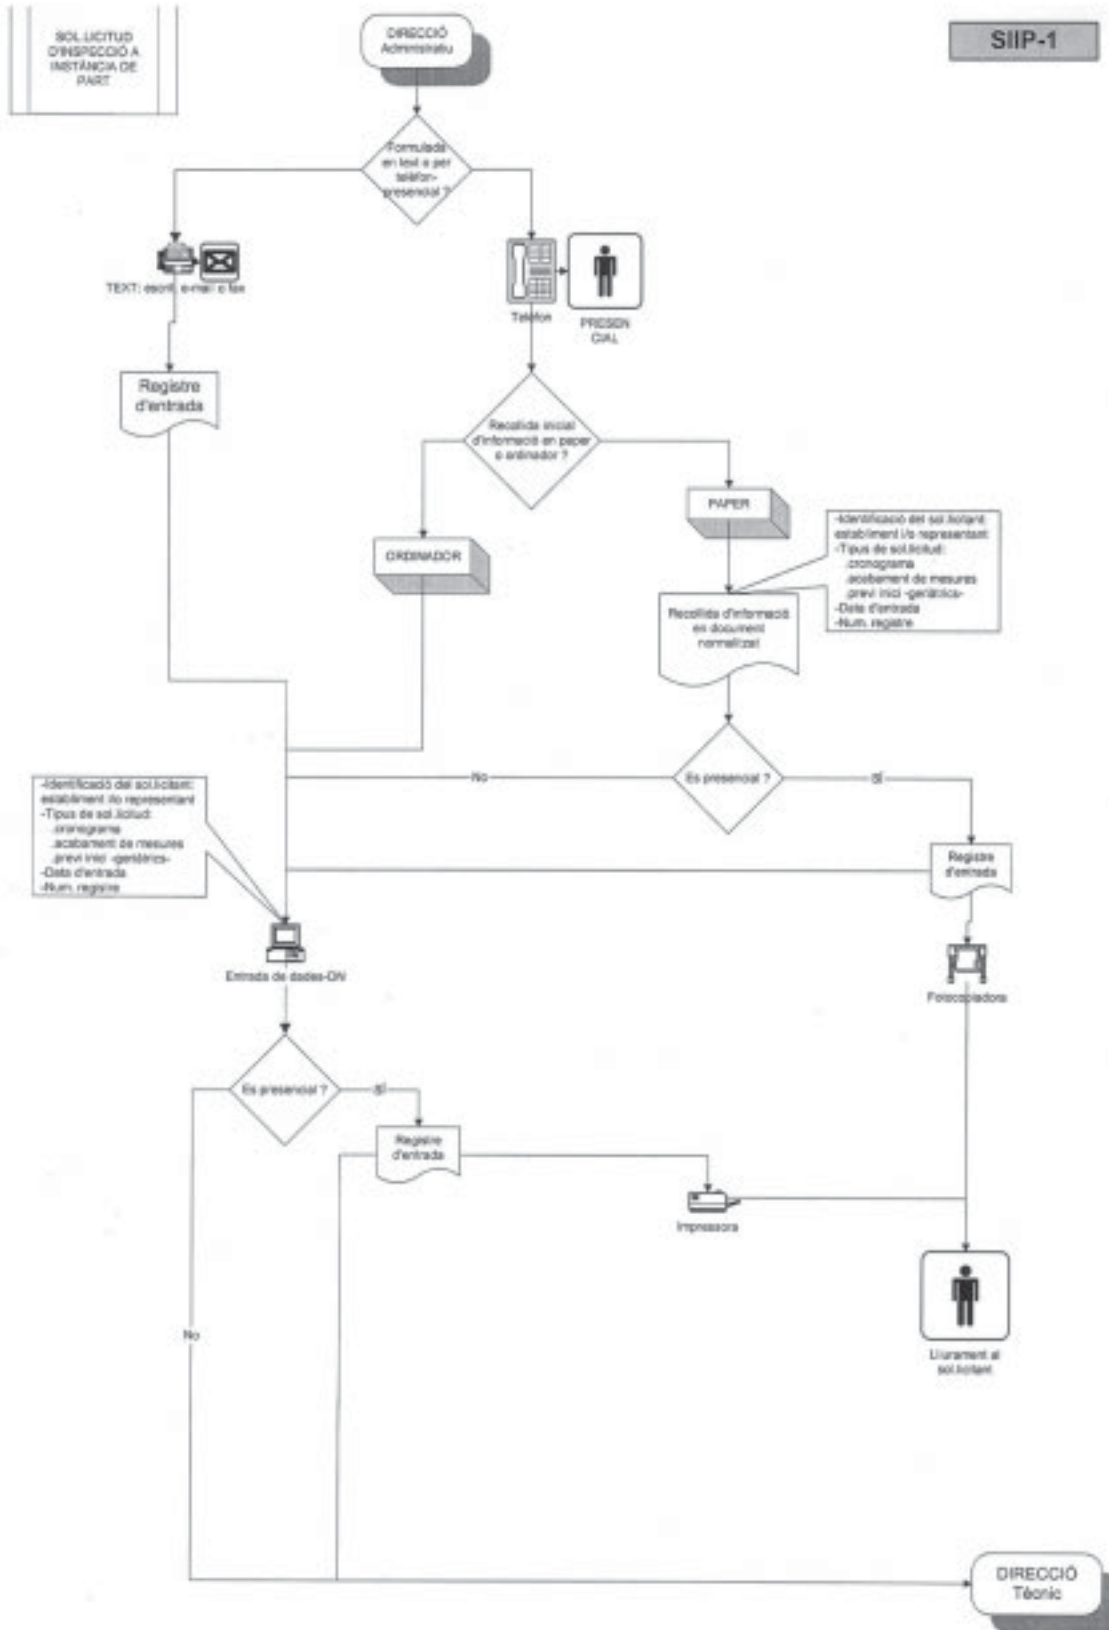 SOL.LICITUD
D'INSPECCIÓ A
INSTÀNCIA DE
PART
DIRECCIÓ
Administratiu
SIIP-1
Formulada
en text o per
telèfon-
presencial ?
TEXT: escrit, e-mail o fax
Telèfon
PRESEN
CIAL
Registre
d'entrada
Recollida inicial
d'informació en paper
o ordinador ?
PAPER
ORDINADOR
-Identificació del sol.licitant:
establiment i/o representant
-Tipus de sol.licitud:
.cronograma
.acabament de mesures
.previ inici -geriàtrics-
-Data d'entrada
-Num. registre
Recollida d'informació
en document
normalitzat
Es presencial ?
No
SÍ
-Identificació del sol.licitant:
establiment i/o representant
-Tipus de sol.licitud:
.cronograma
.acabament de mesures
.previ inici -geriàtrics-
-Data d'entrada
-Num. registre
Registre
d'entrada
Entrada de dades-DN
Fotocopiadora
Es presencial ?
SÍ
Registre
d'entrada
Impressora
No
Lliurament al
sol.licitant
DIRECCIÓ
Tècnic